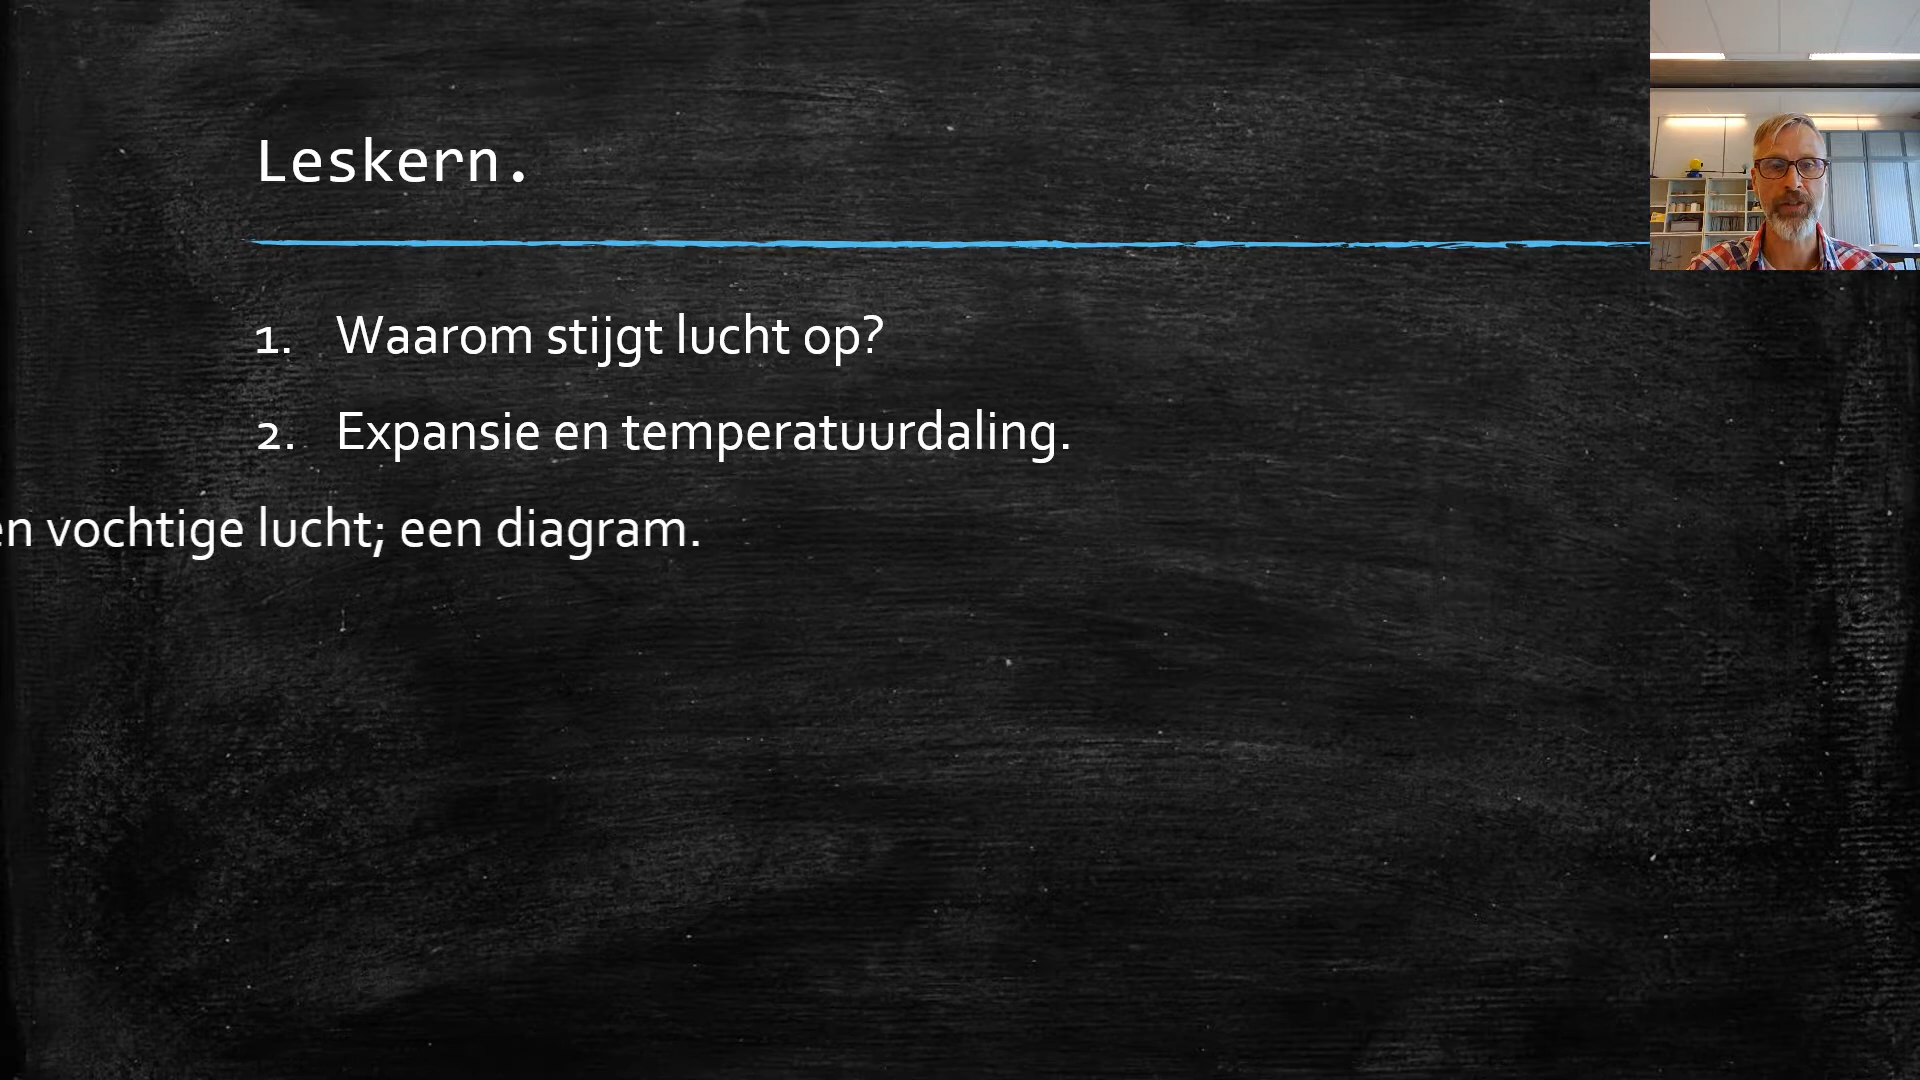 Leskern.
1. Waarom stijgt lucht op?
2. Expansie en temperatuurdaling.
en vochtige lucht; een diagram.